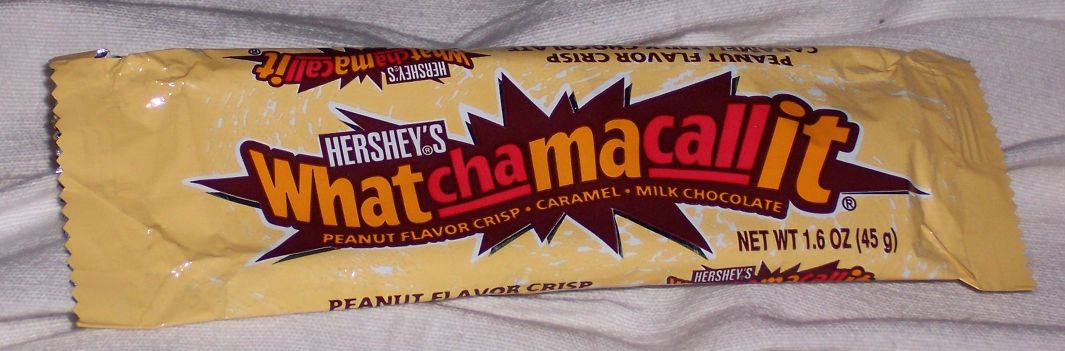 PEANUT FLAVOR CRISP
HERSHEY'S
Whatchamacallit®
HERSHEY'S®
Whatchamacallit®
PEANUT FLAVOR CRISP • CARAMEL • MILK CHOCOLATE
NET WT 1.6 OZ (45 g)
HERSHEY'S
PEANUT FLAVOR CRISP